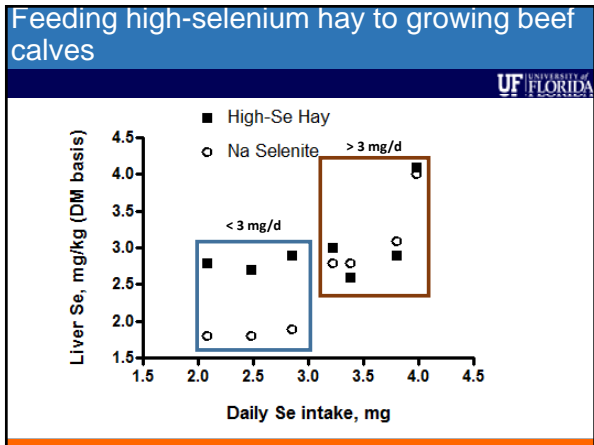 Feeding high-selenium hay to growing beef
calves
UF UNIVERSITY of
FLORIDA
High-Se Hay
Na Selenite
> 3 mg/d
< 3 mg/d
Liver Se, mg/kg (DM basis)
4.5
4.0
3.5
3.0
2.5
2.0
1.5
1.5 2.0 2.5 3.0 3.5 4.0 4.5
Daily Se intake, mg